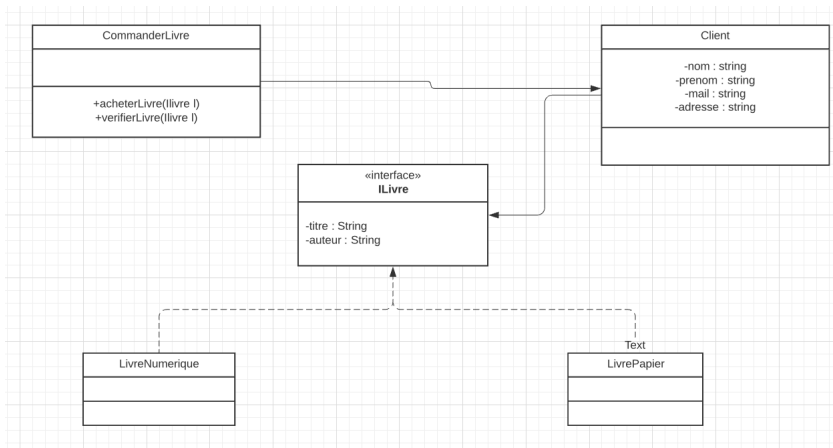 CommanderLivre
+acheterLivre(Ilivre l)
+verifierLivre(Ilivre l)
Client
-nom : string
-prenom : string
-mail : string
-adresse : string
«interface»
ILivre
-titre : String
-auteur : String
LivreNumerique
Text
LivrePapier